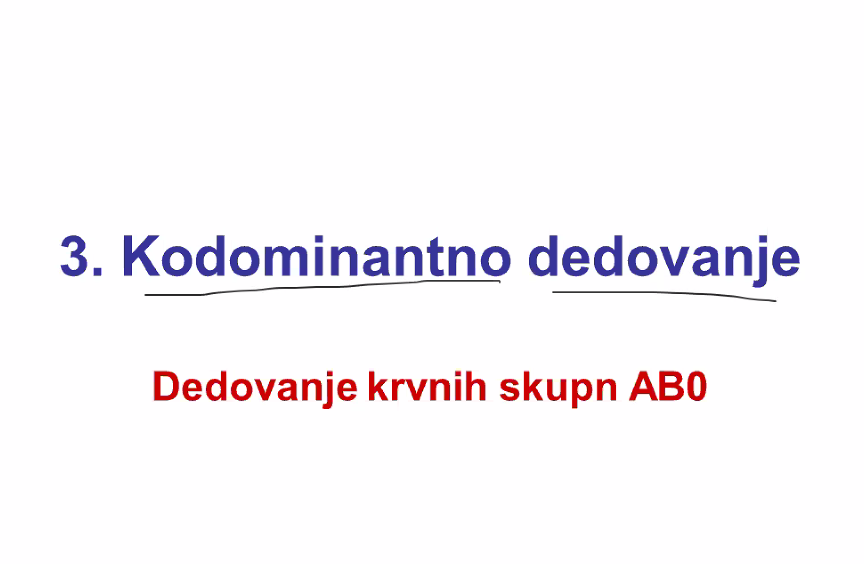 3. Kodominantno dedovanje
Dedovanje krvnih skupn AB0